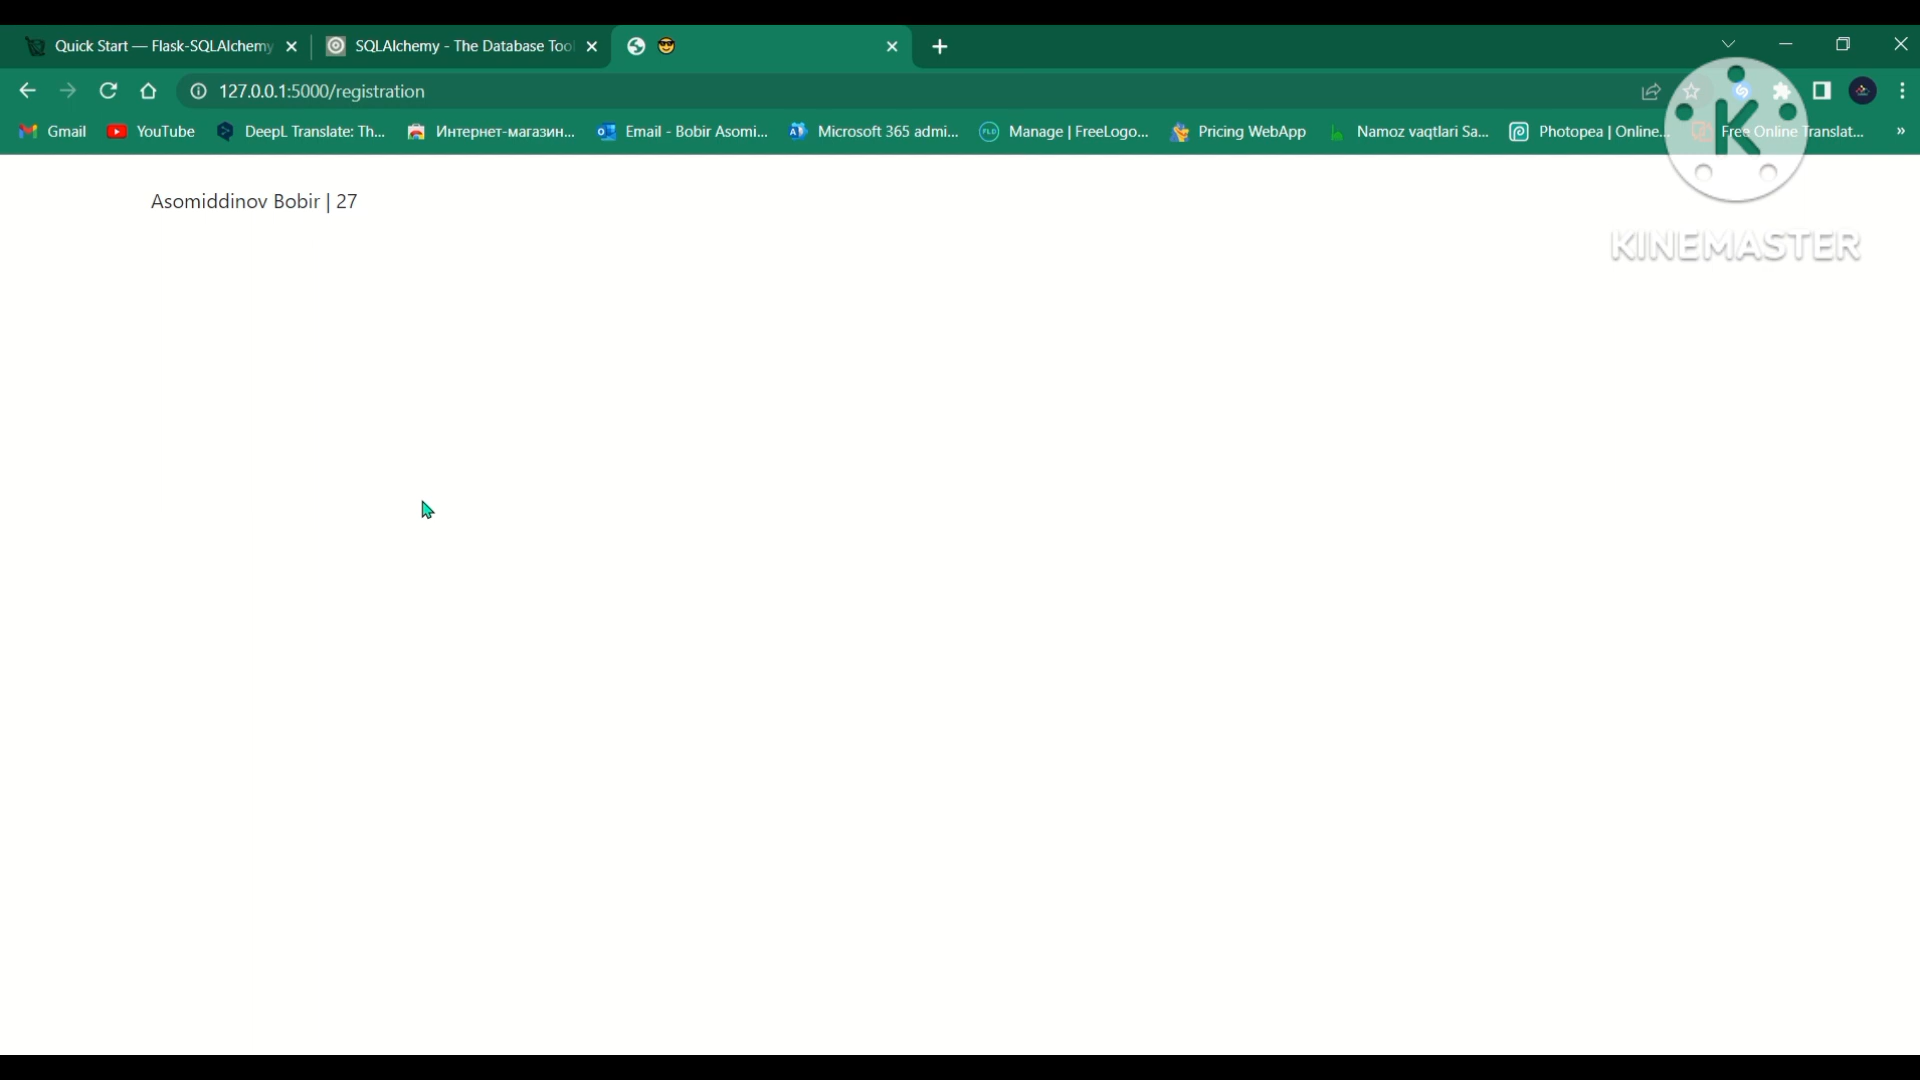 Quick Start — Flask-SQLAlchemy
SQLAlchemy - The Database Tool
127.0.0.1:5000/registration
Gmail
YouTube
DeepL Translate: Th...
Интернет-магазин...
Email - Bobir Asomi...
Microsoft 365 admi...
Manage | FreeLogo...
Pricing WebApp
Namoz vaqtlari Sa...
Photopea | Online...
Free Online Translat...
»
K
KINEMASTER
Asomiddinov Bobir | 27